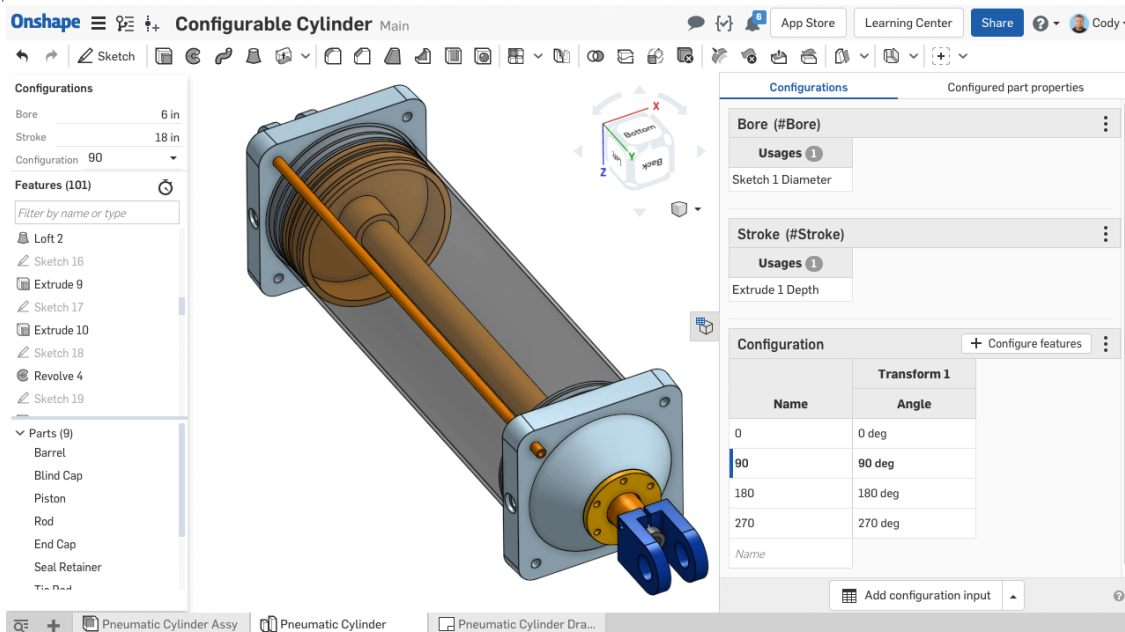 Onshape Configurable Cylinder Main 6 App Store Learning Center Share Cody
Sketch
Configurations
Bore 6 in
Stroke 18 in
Configuration 90
Features (101)
Filter by name or type
Loft 2
Sketch 16
Extrude 9
Sketch 17
Extrude 10
Sketch 18
Revolve 4
Sketch 19
Parts (9)
Barrel
Blind Cap
Piston
Rod
End Cap
Seal Retainer
Tie Rod
X
Bottom
Y
Back
Z
Configurations Configured part properties
Bore (#Bore)
Usages 1
Sketch 1 Diameter
Stroke (#Stroke)
Usages 1
Extrude 1 Depth
Configuration + Configure features
Transform 1
Name Angle
0 0 deg
90 90 deg
180 180 deg
270 270 deg
Name
Add configuration input
Pneumatic Cylinder Assy Pneumatic Cylinder Pneumatic Cylinder Dra...